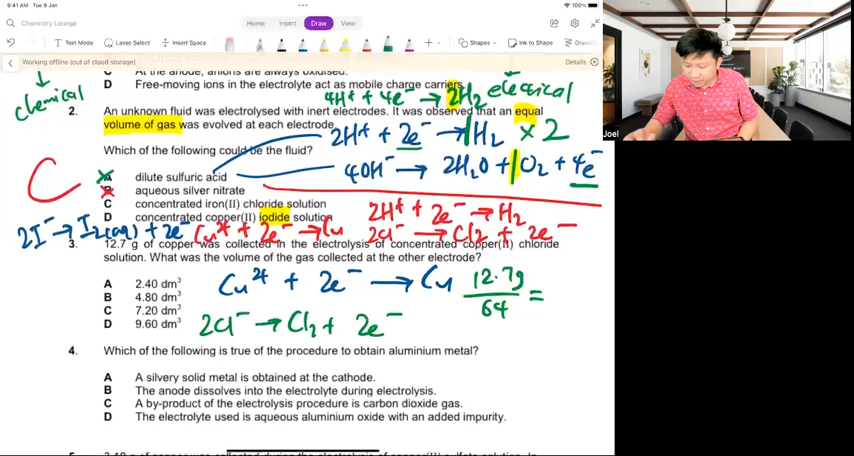 9:41 AM Tue 9 Jan
100%
Chemistry Lounge
Home Insert Draw View
Text Mode Lasso Select Insert Space
Shapes Ink to Shape
Working offline (out of cloud storage)
Details
C At the anode, anions are always oxidised.
D Free-moving ions in the electrolyte act as mobile charge carriers.
chemical
4H⁺ + 4e⁻ → 2H₂
electrical
2. An unknown fluid was electrolysed with inert electrodes. It was observed that an equal
volume of gas was evolved at each electrode.
2H⁺ + 2e⁻ → 1H₂ × 2
Which of the following could be the fluid?
4OH⁻ → 2H₂O + 1O₂ + 4e⁻
C
A dilute sulfuric acid
B aqueous silver nitrate
C concentrated iron(II) chloride solution
D concentrated copper(II) iodide solution
2H⁺ + 2e⁻ → H₂
2Cl⁻ → Cl₂ + 2e⁻
2I⁻ → I₂(aq) + 2e⁻
Cu²⁺ + 2e⁻ → Cu
3. 12.7 g of copper was collected in the electrolysis of concentrated copper(II) chloride
solution. What was the volume of the gas collected at the other electrode?
A 2.40 dm³
B 4.80 dm³
C 7.20 dm³
D 9.60 dm³
Cu²⁺ + 2e⁻ → Cu
12.7g
64 =
2Cl⁻ → Cl₂ + 2e⁻
4. Which of the following is true of the procedure to obtain aluminium metal?
A A silvery solid metal is obtained at the cathode.
B The anode dissolves into the electrolyte during electrolysis.
C A by-product of the electrolysis procedure is carbon dioxide gas.
D The electrolyte used is aqueous aluminium oxide with an added impurity.
Joel